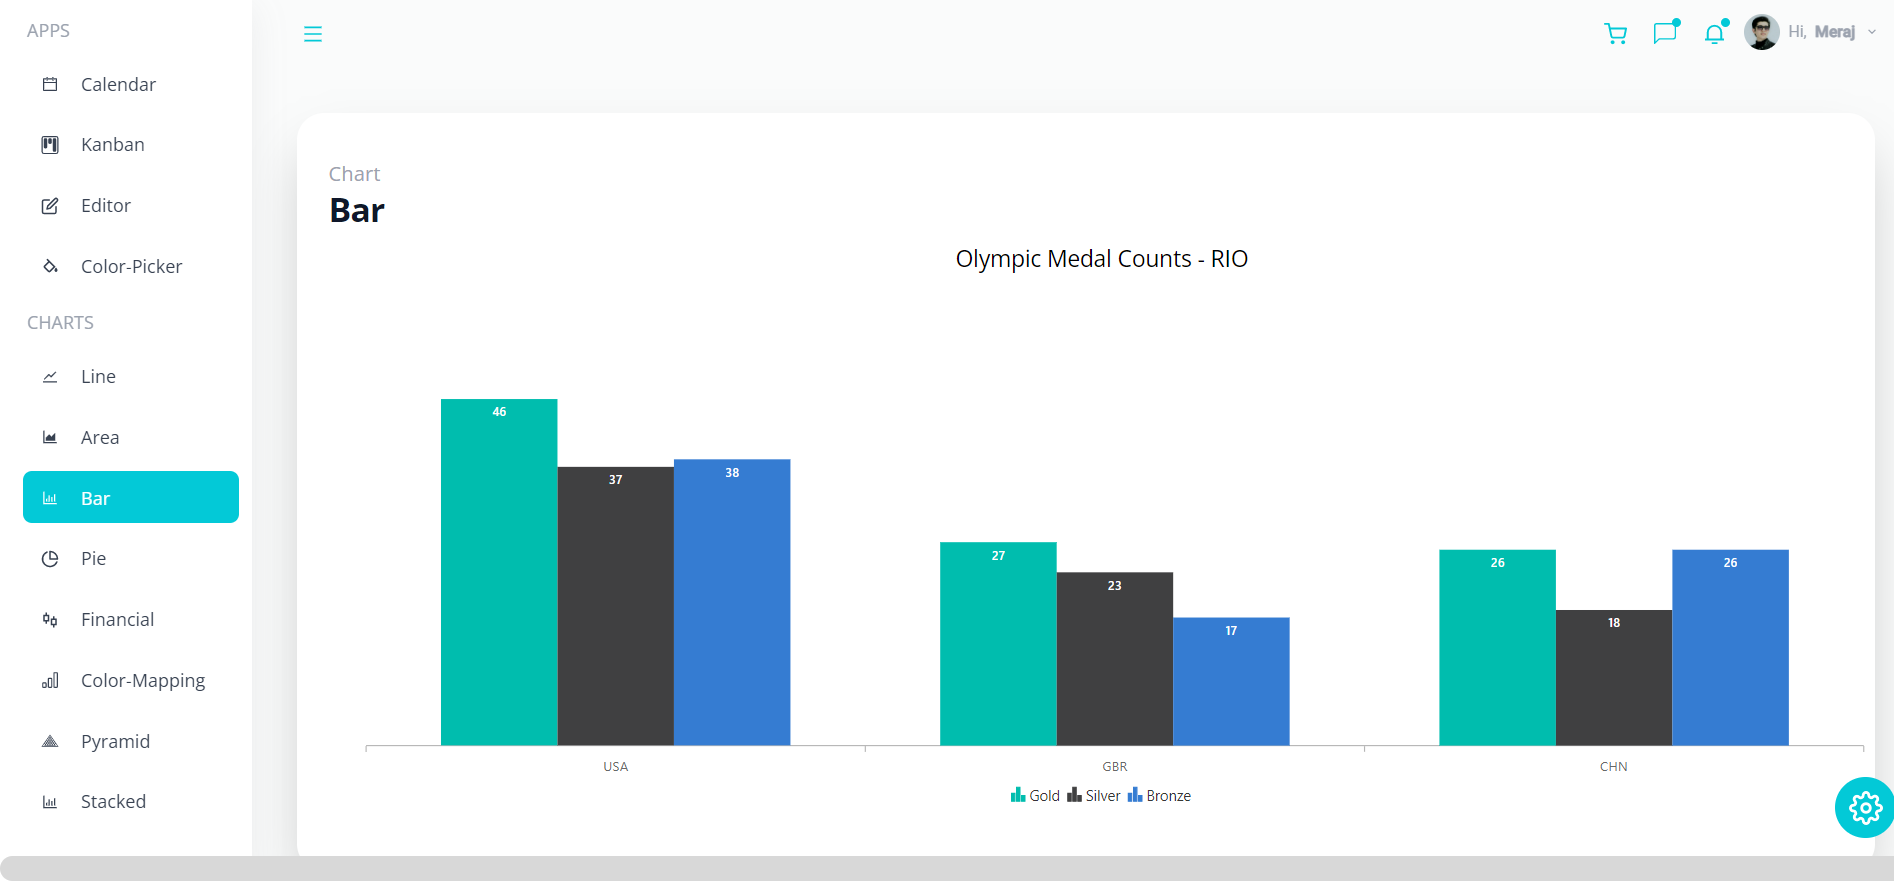 APPS
Calendar
Kanban
Editor
Color-Picker
CHARTS
Line
Area
Bar
Pie
Financial
Color-Mapping
Pyramid
Stacked
Hi, Meraj
Chart
Bar
Olympic Medal Counts - RIO
46
37
38
27
23
17
26
18
26
USA GBR CHN
Gold Silver Bronze